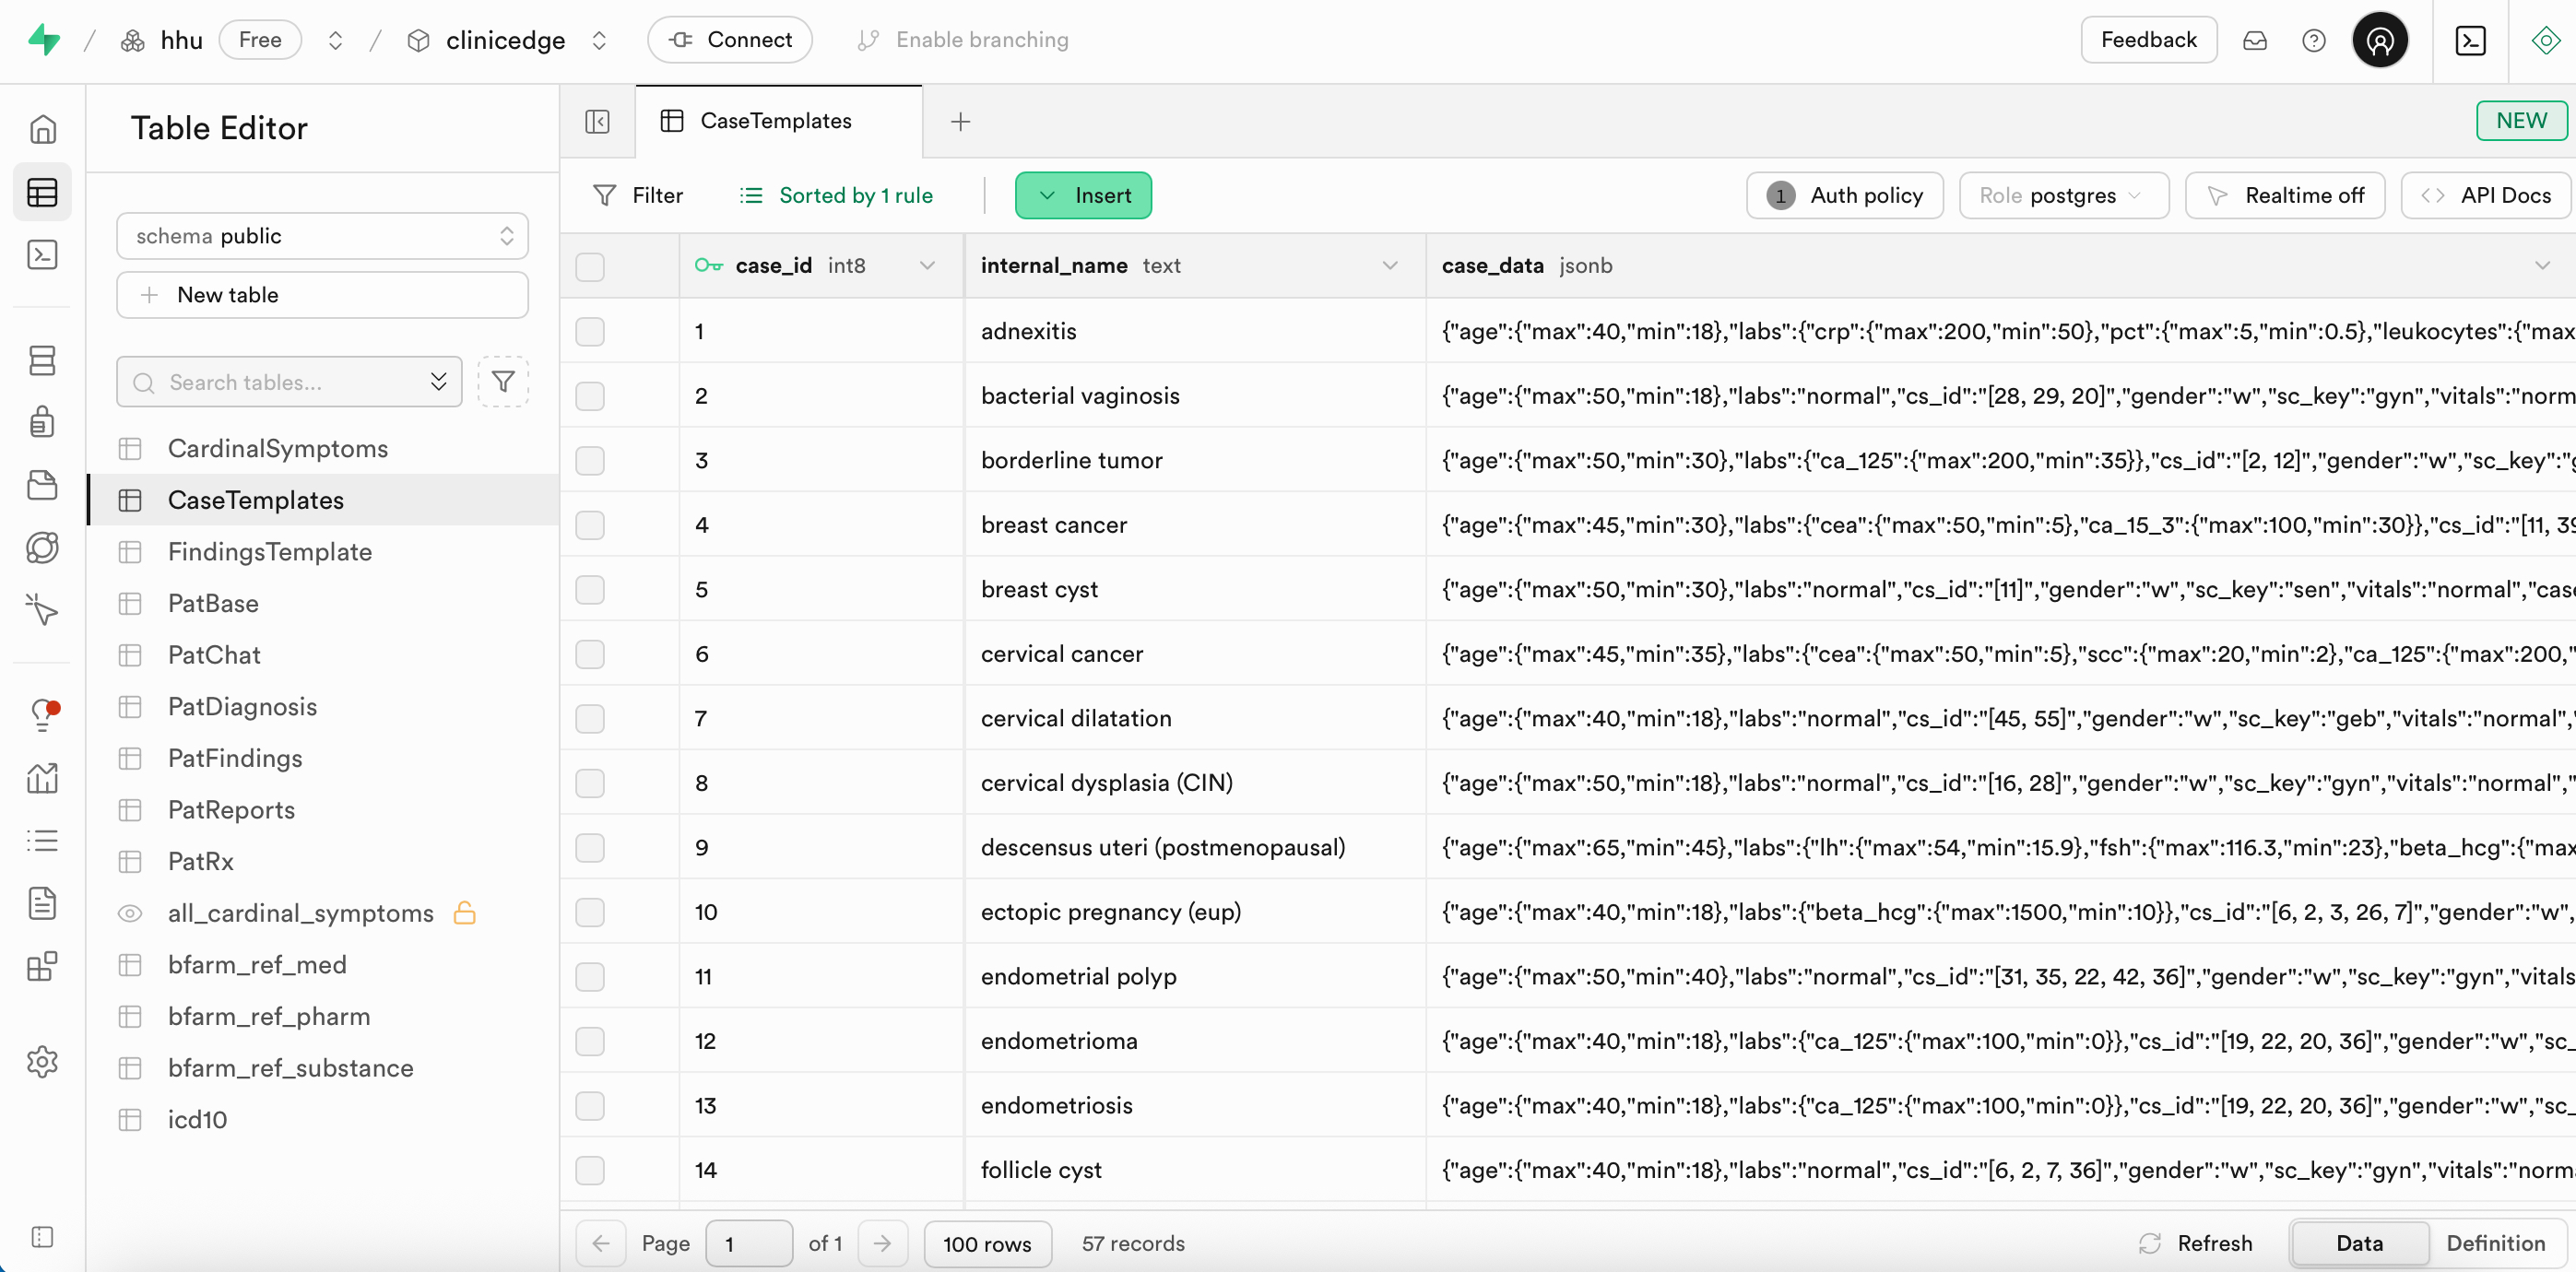 / hhu Free / clinicedge Connect Enable branching Feedback
Table Editor
CaseTemplates
NEW
Filter Sorted by 1 rule Insert 1 Auth policy Role postgres Realtime off API Docs
schema public
New table
Search tables...
CardinalSymptoms
CaseTemplates
FindingsTemplate
PatBase
PatChat
PatDiagnosis
PatFindings
PatReports
PatRx
all_cardinal_symptoms
bfarm_ref_med
bfarm_ref_pharm
bfarm_ref_substance
icd10
case_id int8 internal_name text case_data jsonb
1 adnexitis {"age":{"max":40,"min":18},"labs":{"crp":{"max":200,"min":50},"pct":{"max":5,"min":0.5},"leukocytes":{"max
2 bacterial vaginosis {"age":{"max":50,"min":18},"labs":"normal","cs_id":"[28, 29, 20]","gender":"w","sc_key":"gyn","vitals":"norm
3 borderline tumor {"age":{"max":50,"min":30},"labs":{"ca_125":{"max":200,"min":35}},"cs_id":"[2, 12]","gender":"w","sc_key":"g
4 breast cancer {"age":{"max":45,"min":30},"labs":{"cea":{"max":50,"min":5},"ca_15_3":{"max":100,"min":30}},"cs_id":"[11, 39
5 breast cyst {"age":{"max":50,"min":30},"labs":"normal","cs_id":"[11]","gender":"w","sc_key":"sen","vitals":"normal","case
6 cervical cancer {"age":{"max":45,"min":35},"labs":{"cea":{"max":50,"min":5},"scc":{"max":20,"min":2},"ca_125":{"max":200,"
7 cervical dilatation {"age":{"max":40,"min":18},"labs":"normal","cs_id":"[45, 55]","gender":"w","sc_key":"geb","vitals":"normal","
8 cervical dysplasia (CIN) {"age":{"max":50,"min":18},"labs":"normal","cs_id":"[16, 28]","gender":"w","sc_key":"gyn","vitals":"normal","
9 descensus uteri (postmenopausal) {"age":{"max":65,"min":45},"labs":{"lh":{"max":54,"min":15.9},"fsh":{"max":116.3,"min":23},"beta_hcg":{"max
10 ectopic pregnancy (eup) {"age":{"max":40,"min":18},"labs":{"beta_hcg":{"max":1500,"min":10}},"cs_id":"[6, 2, 3, 26, 7]","gender":"w",
11 endometrial polyp {"age":{"max":50,"min":40},"labs":"normal","cs_id":"[31, 35, 22, 42, 36]","gender":"w","sc_key":"gyn","vitals
12 endometrioma {"age":{"max":40,"min":18},"labs":{"ca_125":{"max":100,"min":0}},"cs_id":"[19, 22, 20, 36]","gender":"w","sc_
13 endometriosis {"age":{"max":40,"min":18},"labs":{"ca_125":{"max":100,"min":0}},"cs_id":"[19, 22, 20, 36]","gender":"w","sc_
14 follicle cyst {"age":{"max":40,"min":18},"labs":"normal","cs_id":"[6, 2, 7, 36]","gender":"w","sc_key":"gyn","vitals":"norm
Page 1 of 1 100 rows 57 records Refresh Data Definition